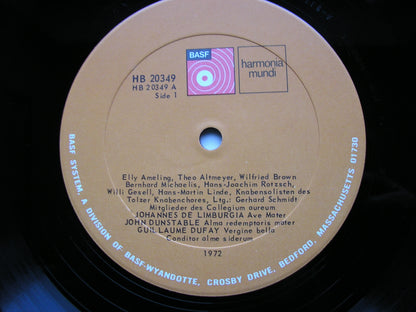 BASF
harmonia
mundi
HB 20349
HB 20349 A
Side 1
Elly Ameling, Theo Altmeyer, Wilfried Brown
Bernhard Michaelis, Hans-Joachim Rotzsch,
Willi Gesell, Hans-Martin Linde, Knabensolisten des
Tolzer Knabenchores, Ltg.: Gerhard Schmidt
Mitglieder des Collegium aureum
JOHANNES DE LIMBURGIA Ave Mater
JOHN DUNSTABLE Alma redemptoris mater
GUILLAUME DUFAY Vergine bella
Conditor alme siderum
1972
BASF SYSTEM, A DIVISION OF BASF-WYANDOTTE, CROSBY DRIVE, BEDFORD, MASSACHUSETTS 01730